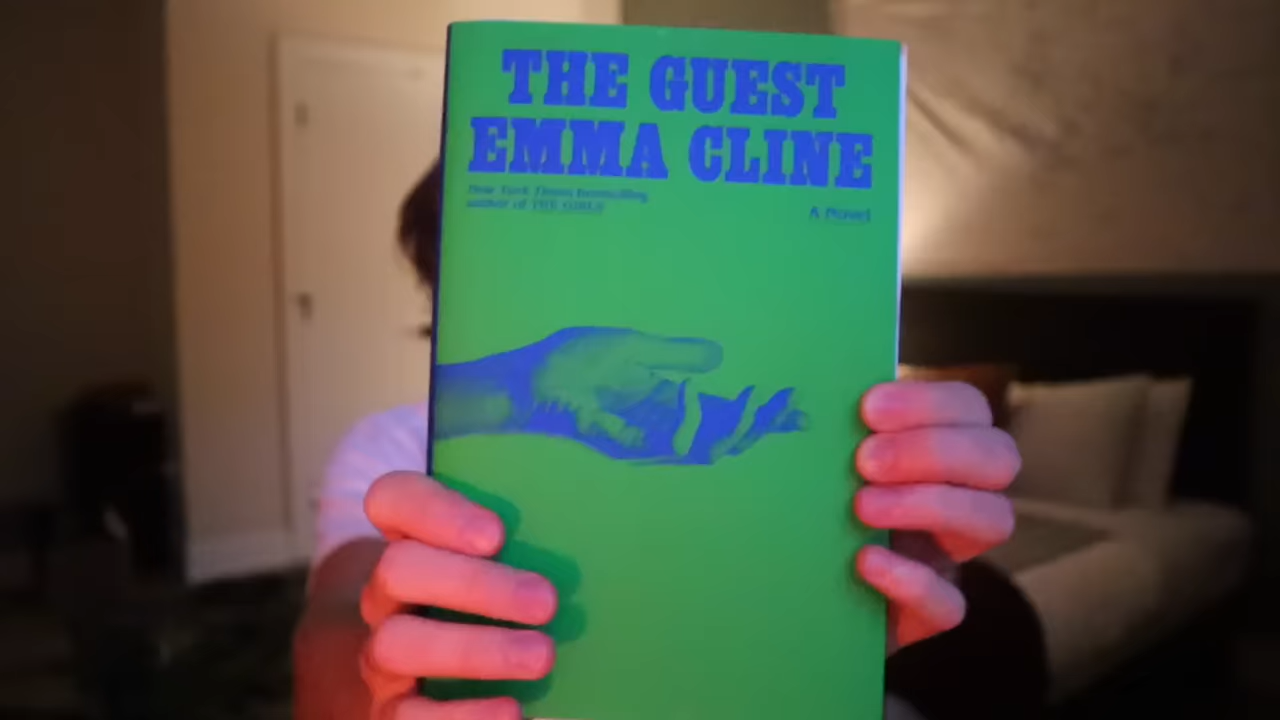 THE GUEST
EMMA CLINE
New York Times bestselling
author of THE GIRLS
A Novel